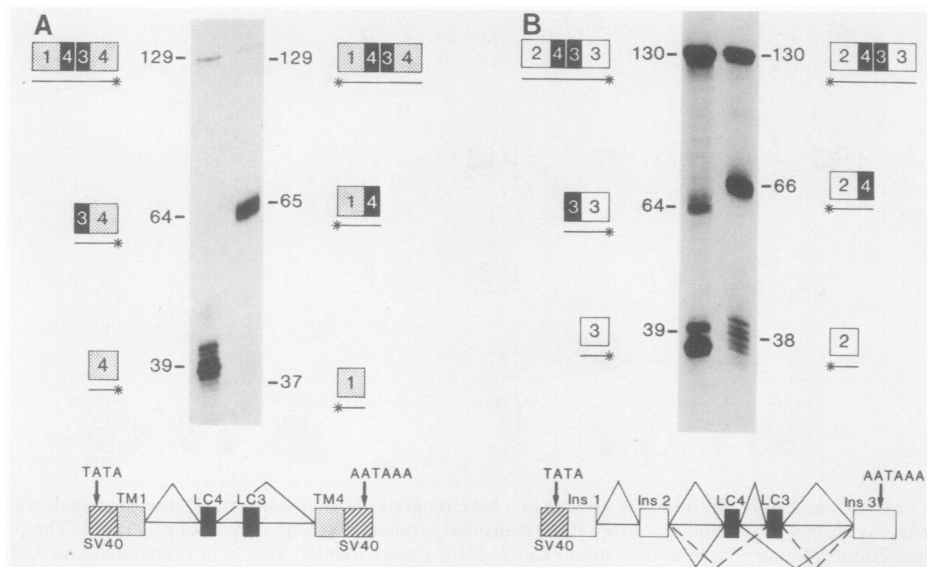 A
1 4 3 4
129-
-129
1 4 3 4
3 4
64-
-65
1 4
4
39-
-37
1
TATA
AATAAA
TM1
LC4
LC3
TM4
SV40
SV40
B
2 4 3 3
130-
-130
2 4 3 3
3 3
64-
-66
2 4
3
39-
-38
2
TATA
AATAAA
Ins 1
Ins 2
LC4
LC3
Ins 3
SV40